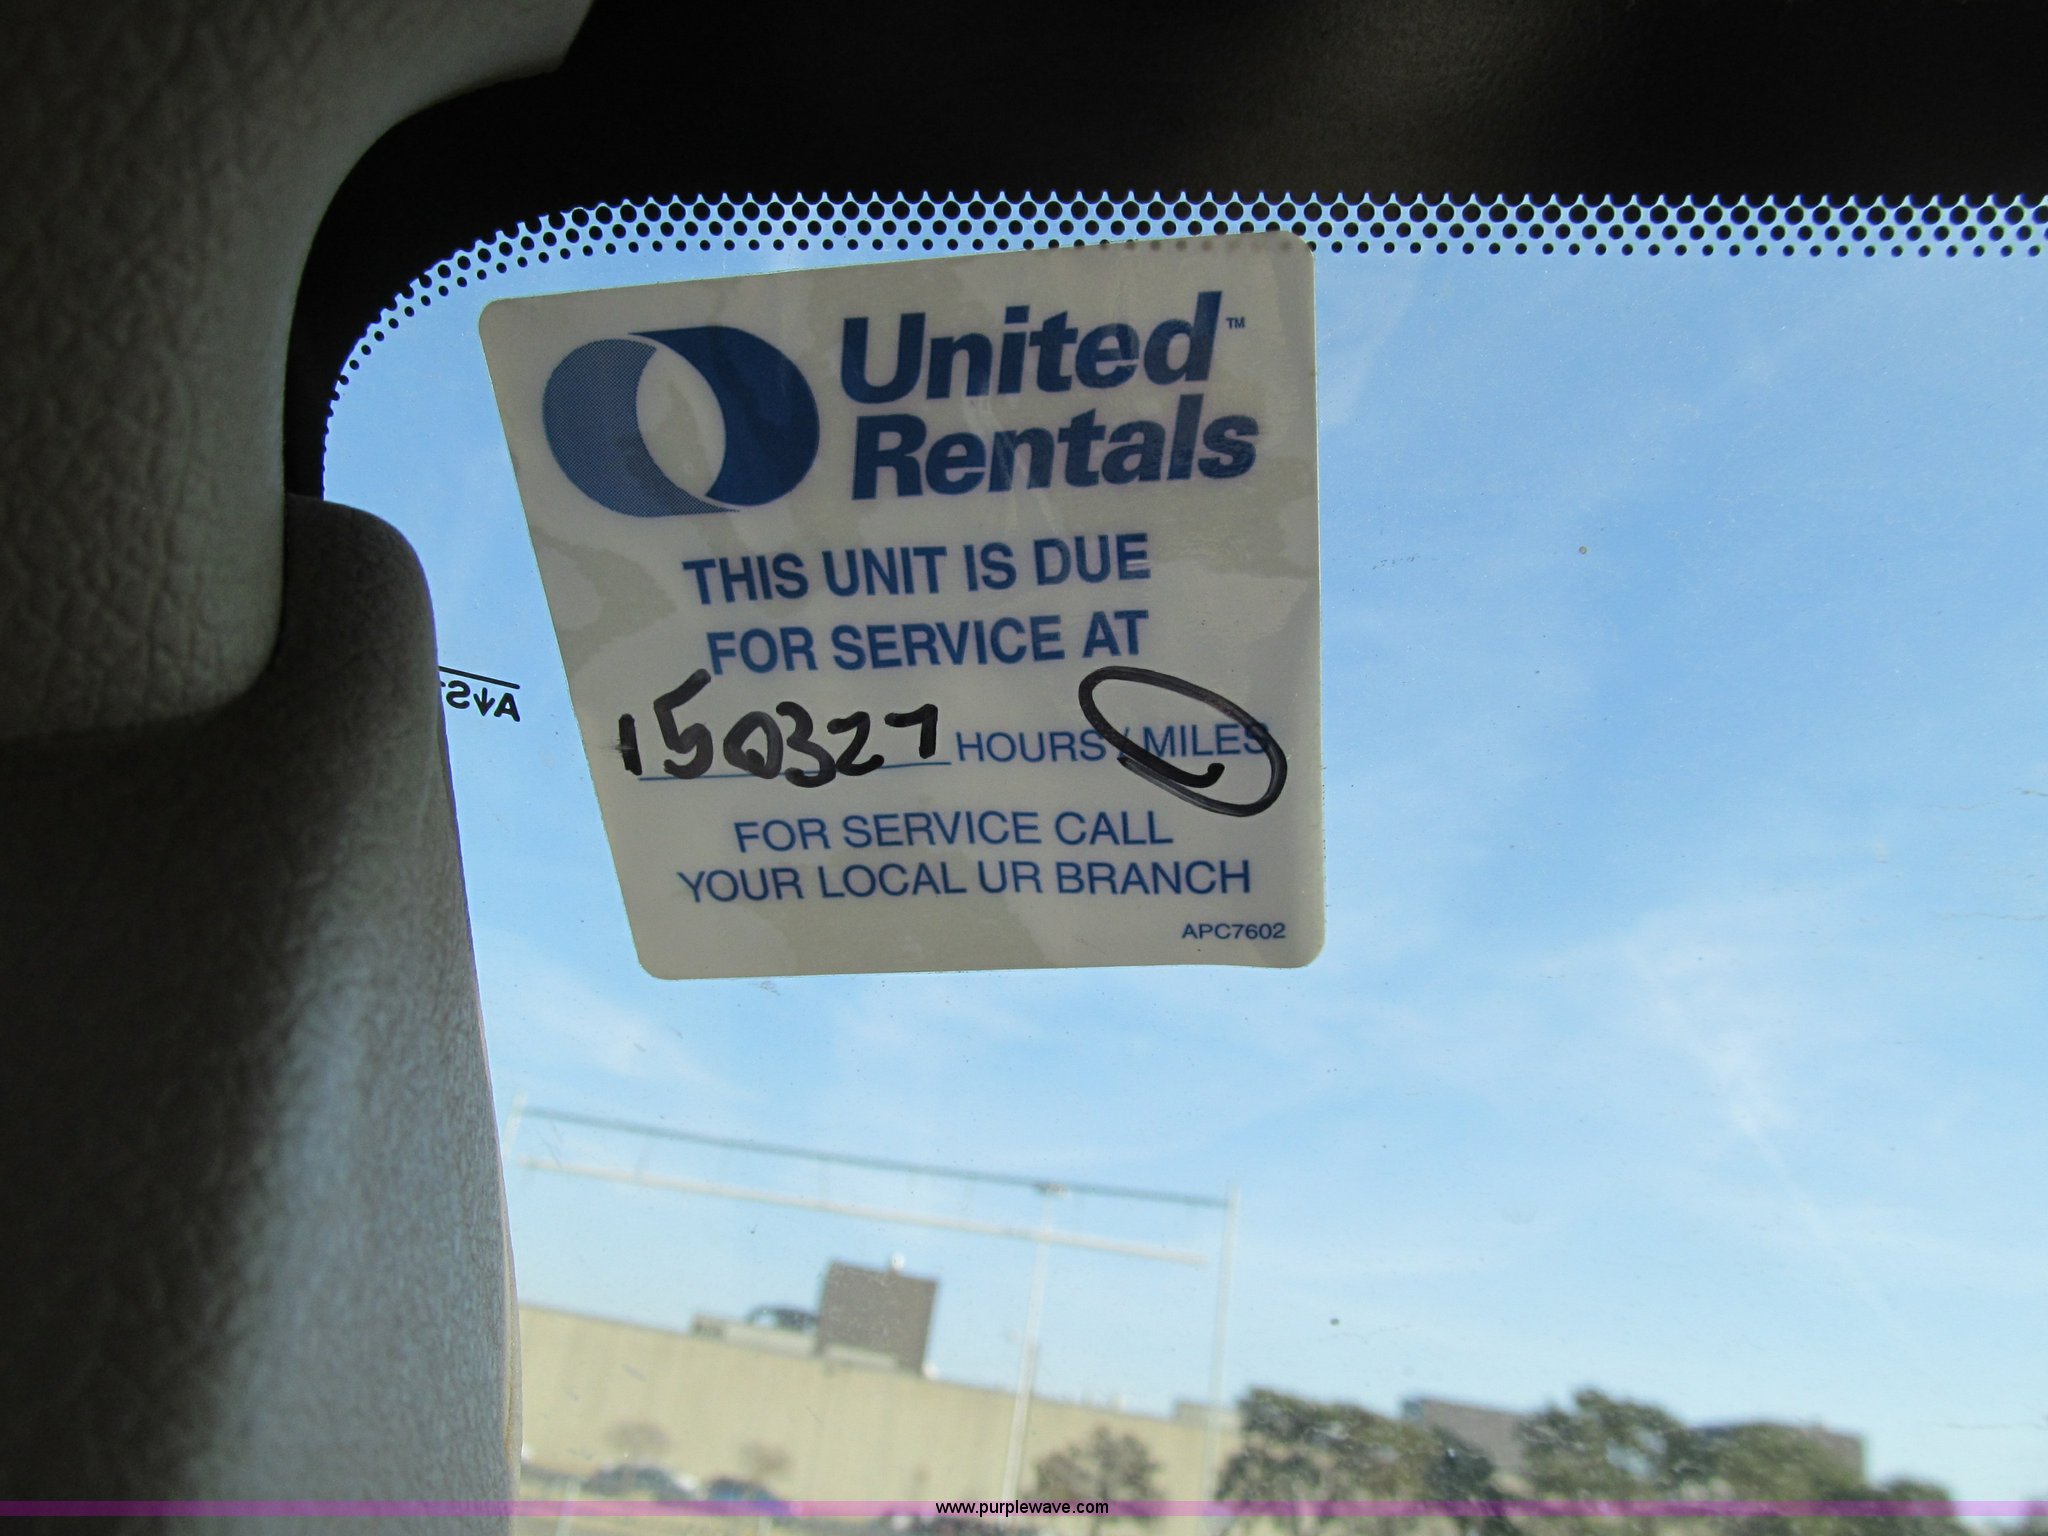 United™
Rentals
THIS UNIT IS DUE
FOR SERVICE AT
150327 HOURS / MILES
FOR SERVICE CALL
YOUR LOCAL UR BRANCH
APC7602
www.purplewave.com